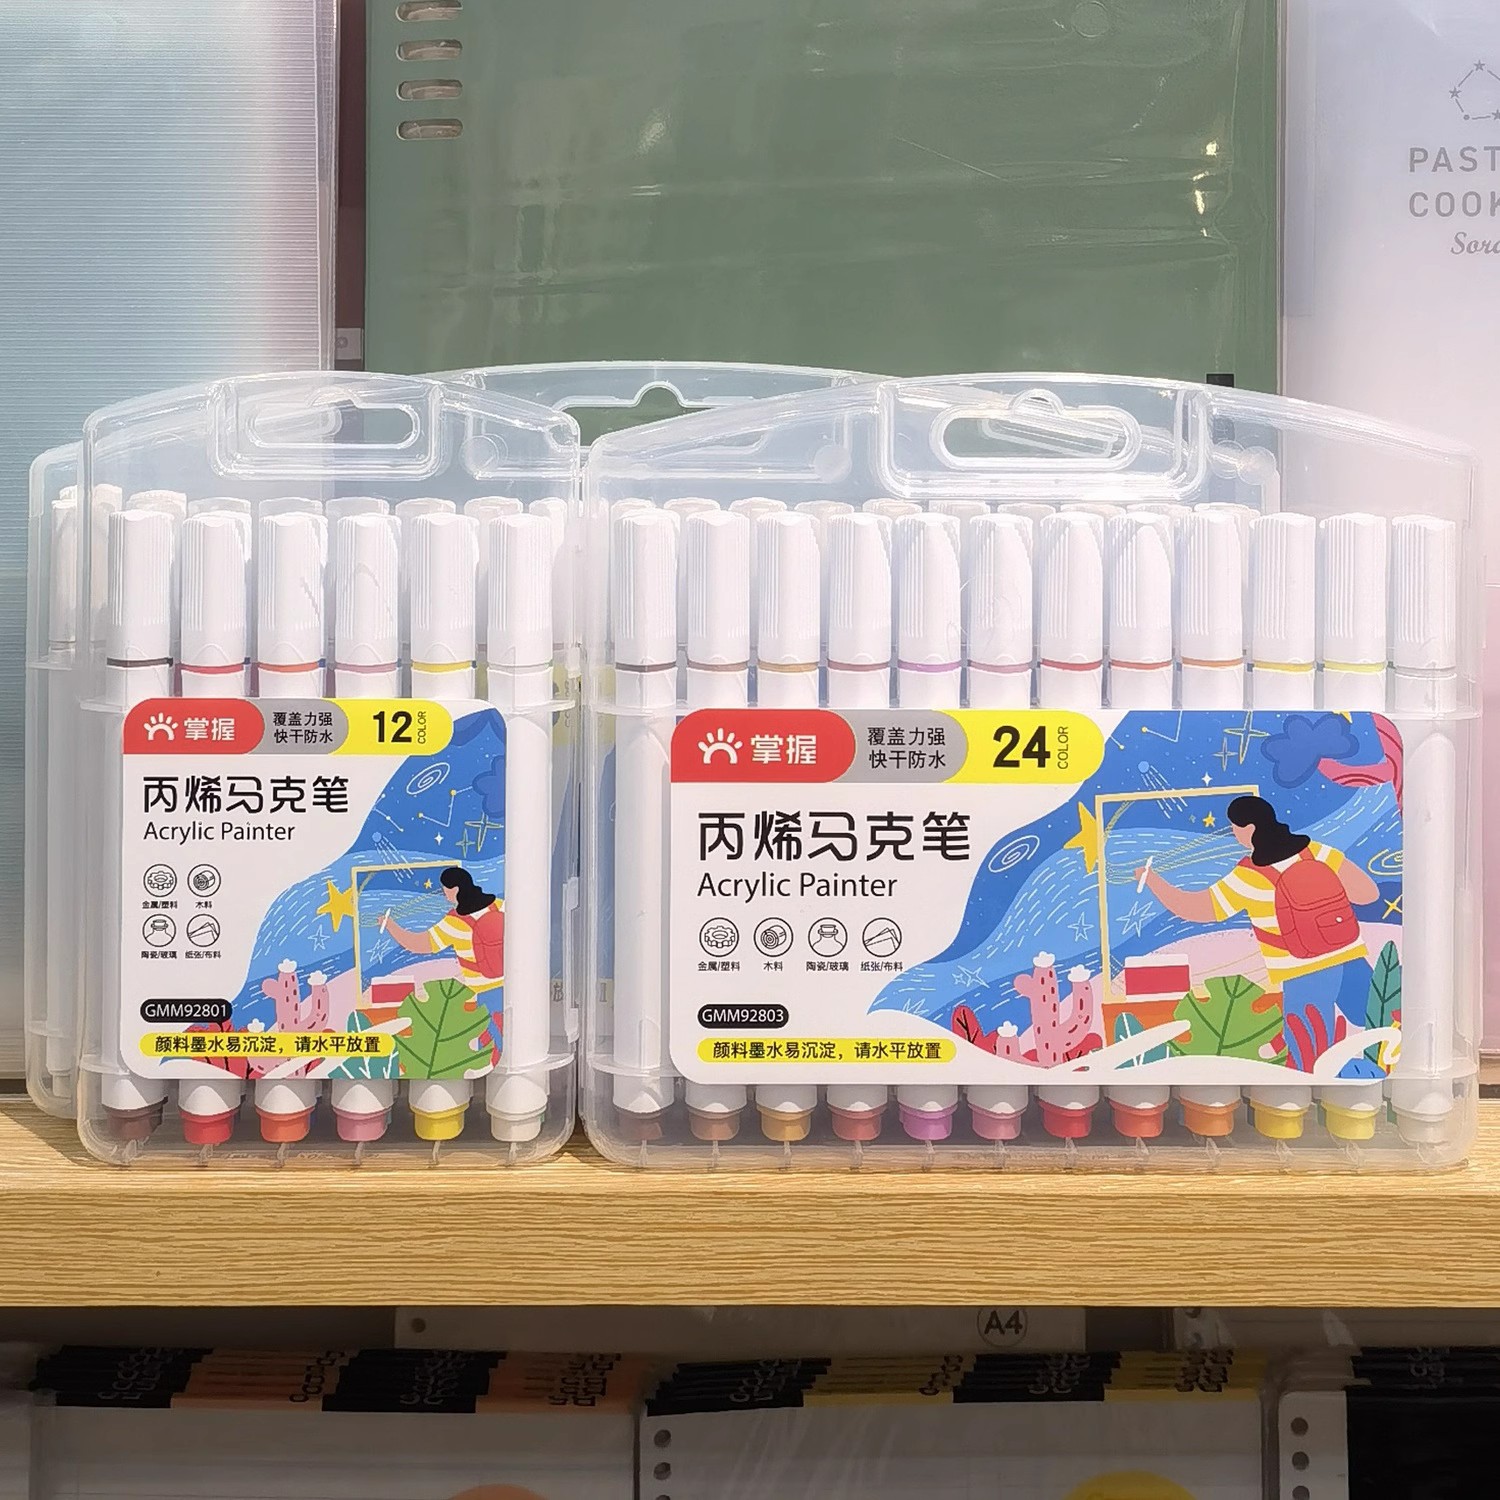 PAST
COOK
Sora
掌握
覆盖力强
快干防水
12
COLOR
丙烯马克笔
Acrylic Painter
金属/塑料
木料
陶瓷/玻璃
纸张/布料
GMM92801
颜料墨水易沉淀，请水平放置
掌握
覆盖力强
快干防水
24
COLOR
丙烯马克笔
Acrylic Painter
金属/塑料
木料
陶瓷/玻璃
纸张/布料
GMM92803
颜料墨水易沉淀，请水平放置
A4